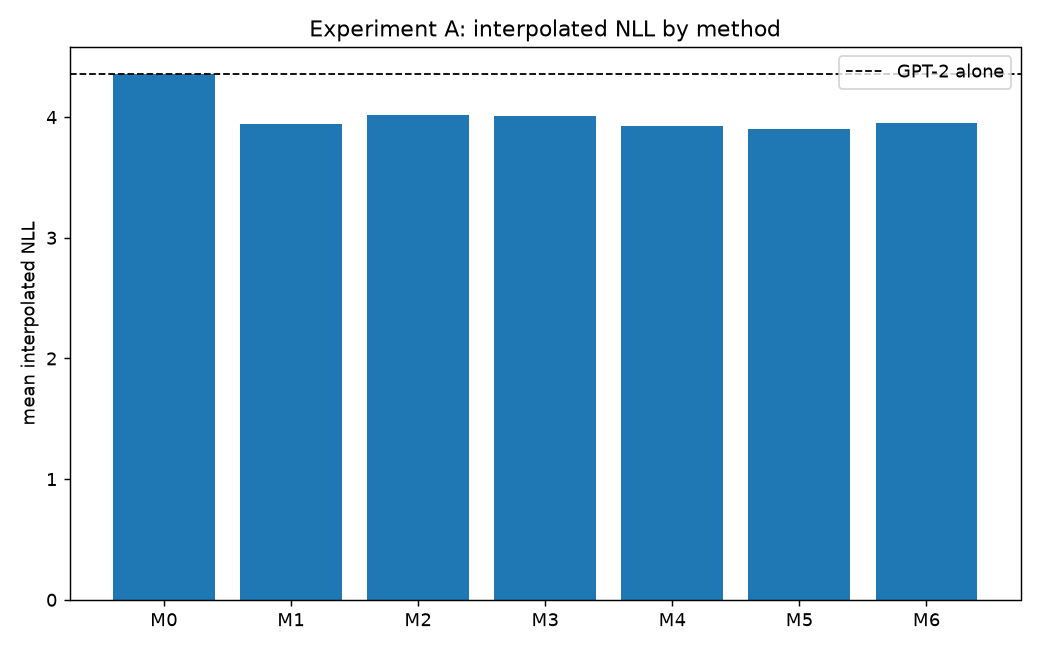 Experiment A: interpolated NLL by method
GPT-2 alone
mean interpolated NLL
4
3
2
1
0
M0 M1 M2 M3 M4 M5 M6